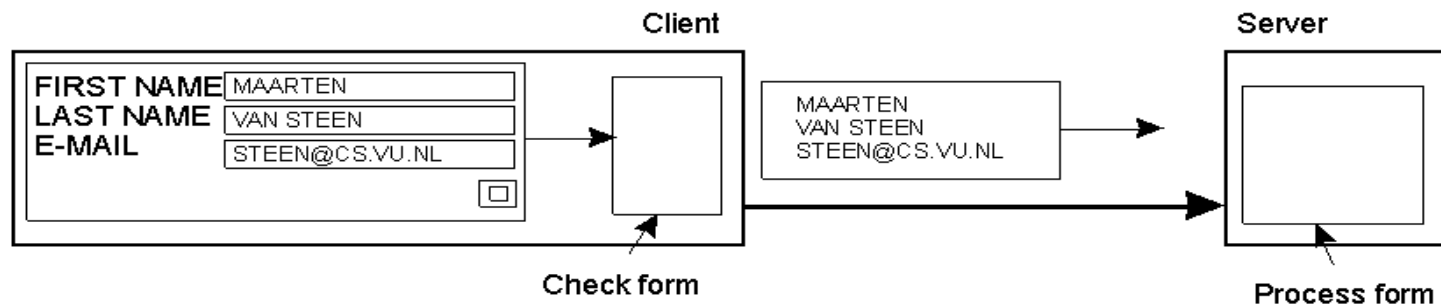 Client
Server
FIRST NAME MAARTEN
LAST NAME VAN STEEN
E-MAIL STEEN@CS.VU.NL
MAARTEN
VAN STEEN
STEEN@CS.VU.NL
Check form
Process form